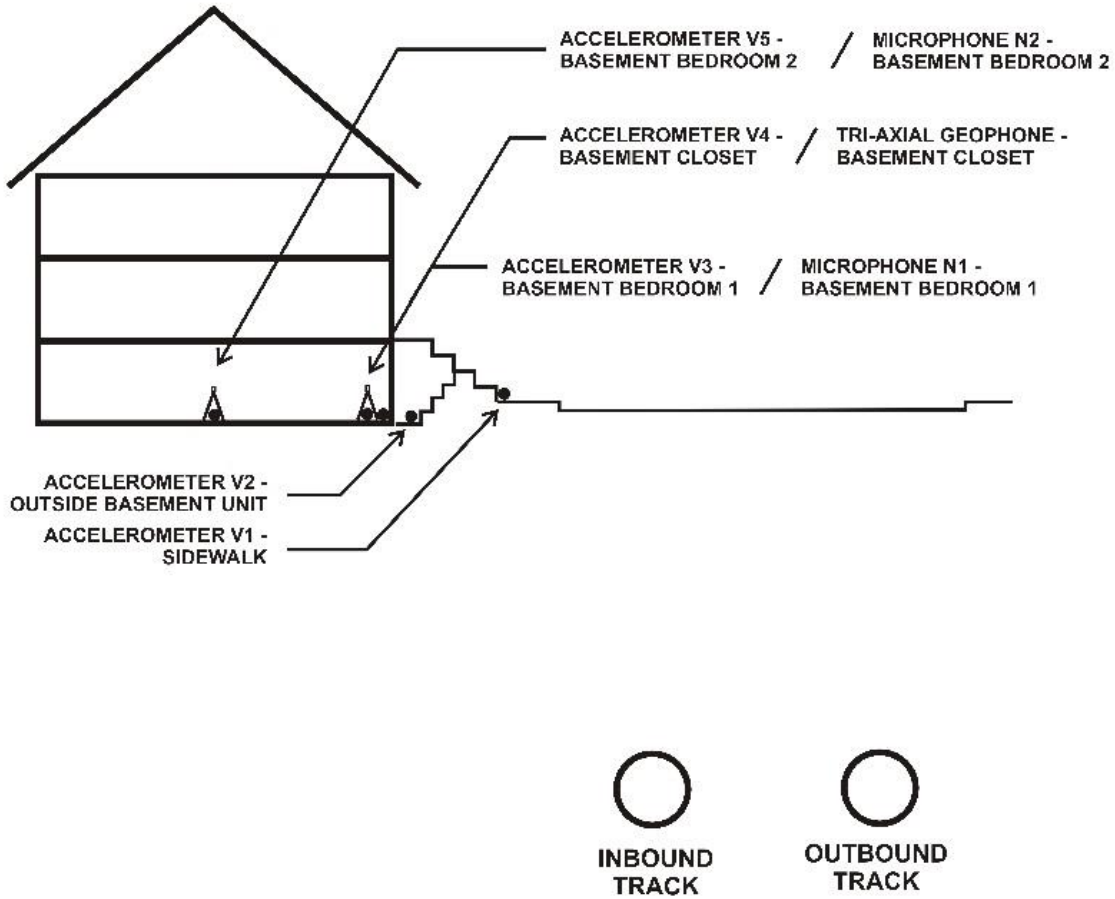 ACCELEROMETER V5 - / MICROPHONE N2 -
BASEMENT BEDROOM 2 BASEMENT BEDROOM 2
ACCELEROMETER V4 - / TRI-AXIAL GEOPHONE -
BASEMENT CLOSET BASEMENT CLOSET
ACCELEROMETER V3 - / MICROPHONE N1 -
BASEMENT BEDROOM 1 BASEMENT BEDROOM 1
ACCELEROMETER V2 -
OUTSIDE BASEMENT UNIT
ACCELEROMETER V1 -
SIDEWALK
INBOUND
TRACK
OUTBOUND
TRACK